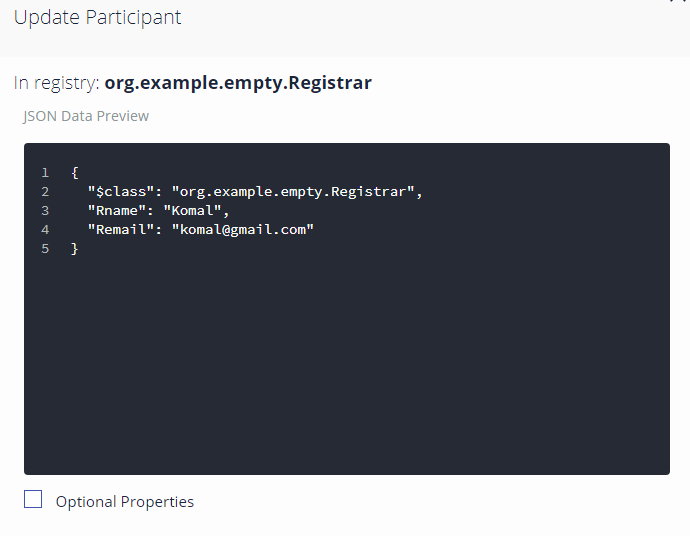 Update Participant
In registry: org.example.empty.Registrar
JSON Data Preview
1 {
2 "$class": "org.example.empty.Registrar",
3 "Rname": "Komal",
4 "Remail": "komal@gmail.com"
5 }
Optional Properties